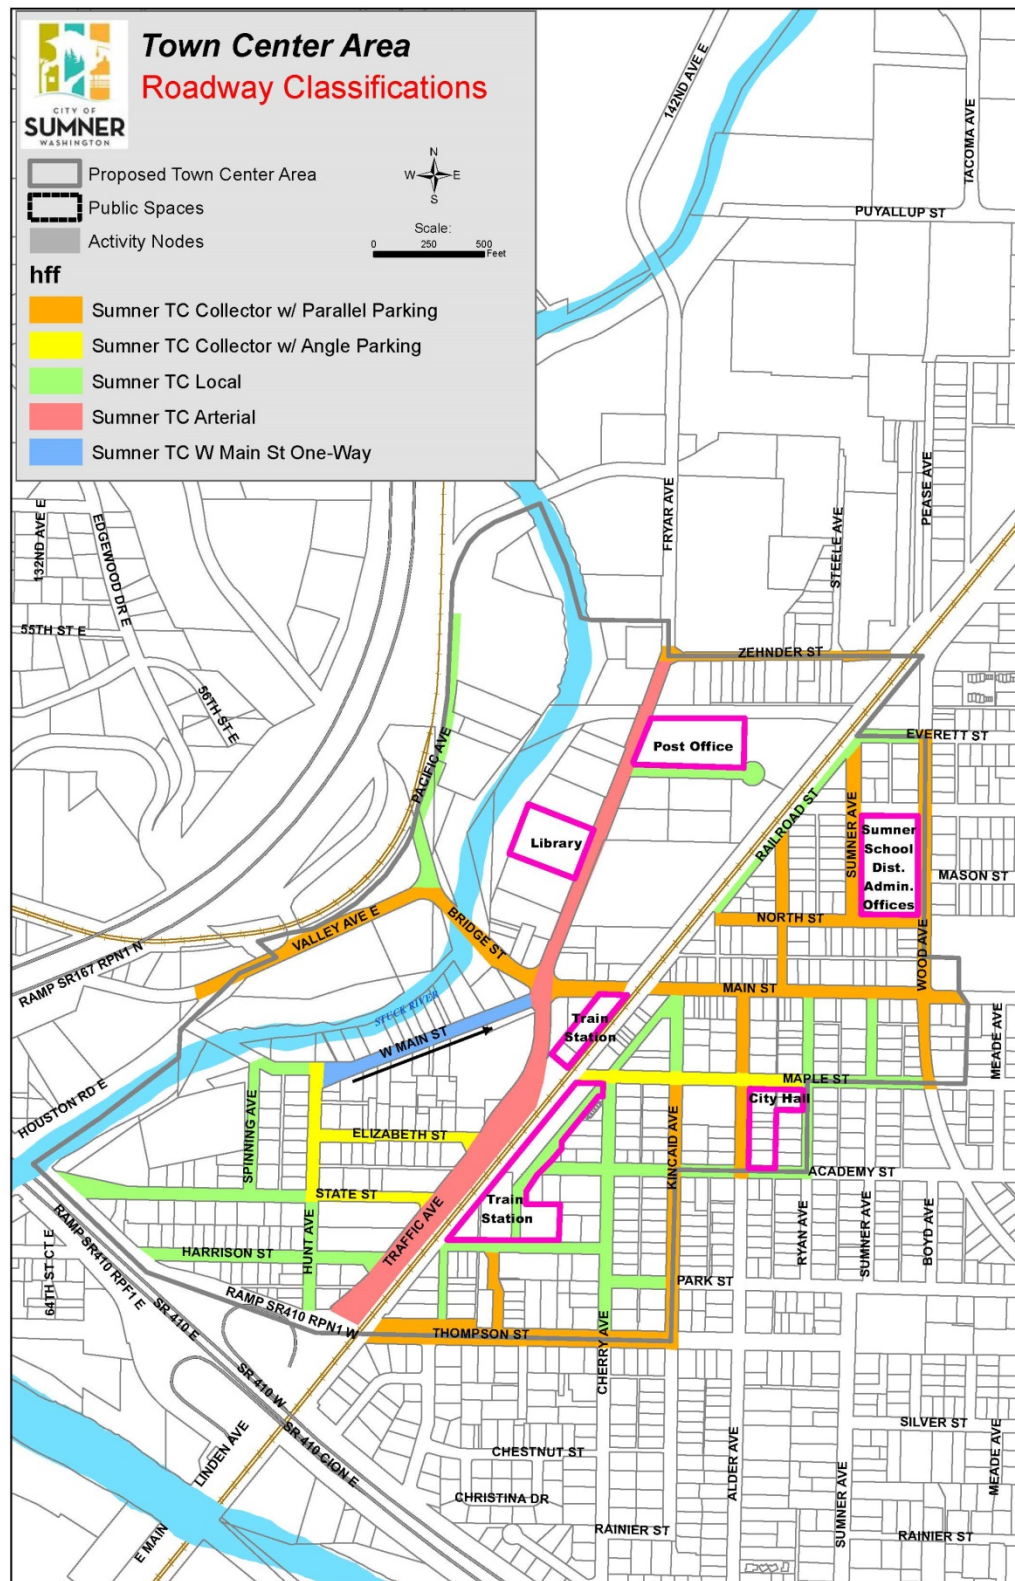 CITY OF
SUMNER
WASHINGTON
Town Center Area
Roadway Classifications
Proposed Town Center Area
Public Spaces
Activity Nodes
N
W
E
S
Scale:
0 250 500
Feet
hff
Sumner TC Collector w/ Parallel Parking
Sumner TC Collector w/ Angle Parking
Sumner TC Local
Sumner TC Arterial
Sumner TC W Main St One-Way
142ND AVE E
TACOMA AVE
PUYALLUP ST
132ND AVE E
EDGEWOOD DR E
55TH ST E
56TH ST E
FRYAR AVE
STEELE AVE
PEASE AVE
ZEHNDER ST
EVERETT ST
Post Office
PACIFIC AVE
RAILROAD ST
SUMNER AVE
Library
Sumner
School
Dist.
Admin.
Offices
MASON ST
NORTH ST
VALLEY AVE E
BRIDGE ST
WOOD AVE
RAMP SR167 RPN1 N
MAIN ST
STUCK RIVER
Train
Station
W MAIN ST
MEADE AVE
HOUSTON RD E
MAPLE ST
City Hall
SPINNING AVE
ELIZABETH ST
KINCAID AVE
ACADEMY ST
STATE ST
Train
Station
HUNT AVE
TRAFFIC AVE
RYAN AVE
SUMNER AVE
BOYD AVE
HARRISON ST
64TH ST CT E
RAMP SR410 RPF1 E
PARK ST
RAMP SR410 RPN1 W
THOMPSON ST
SR 410 E
CHERRY AVE
SR 410 W
SR 410 CION E
LINDEN AVE
CHESTNUT ST
SILVER ST
ALDER AVE
SUMNER AVE
MEADE AVE
CHRISTINA DR
RAINIER ST
RAINIER ST
E MAIN